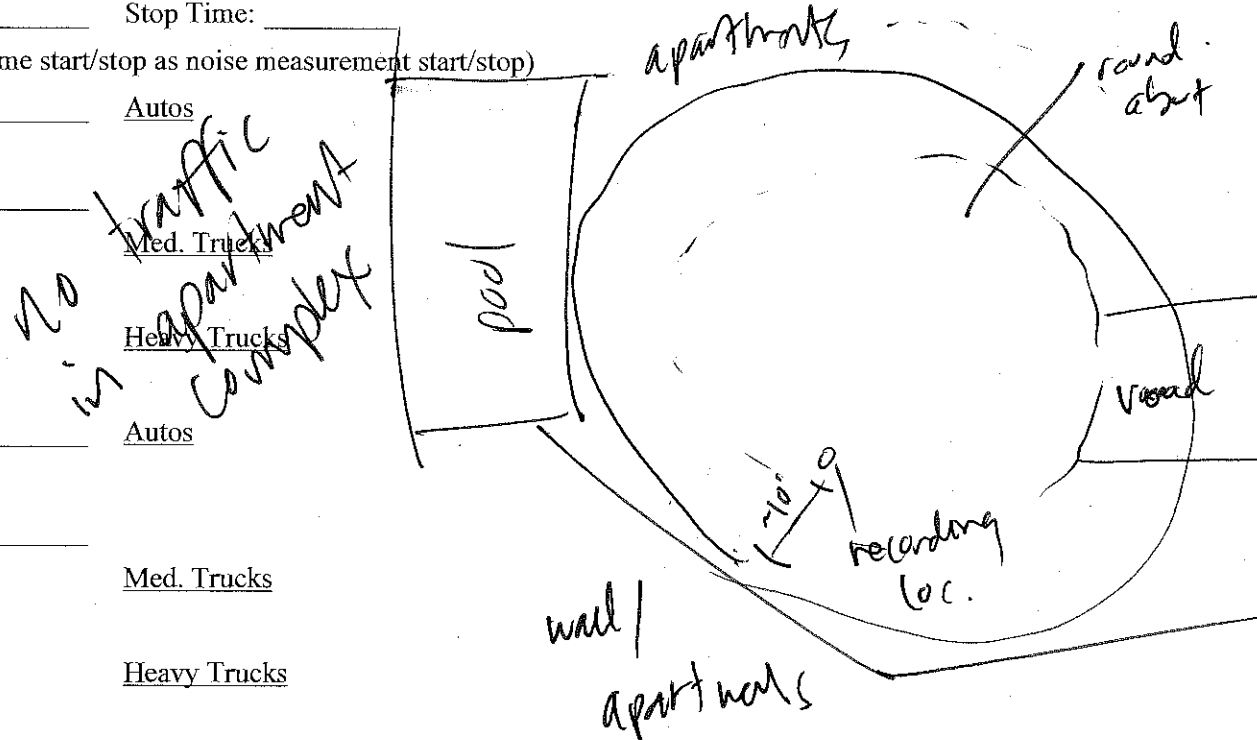 Stop Time:
me start/stop as noise measurement start/stop)
Autos
Med. Trucks
Heavy Trucks
Autos
Med. Trucks
Heavy Trucks
no traffic
in apartment
complex
pool
apartments
round
abort
road
~10'
recording
loc.
wall/
apartments